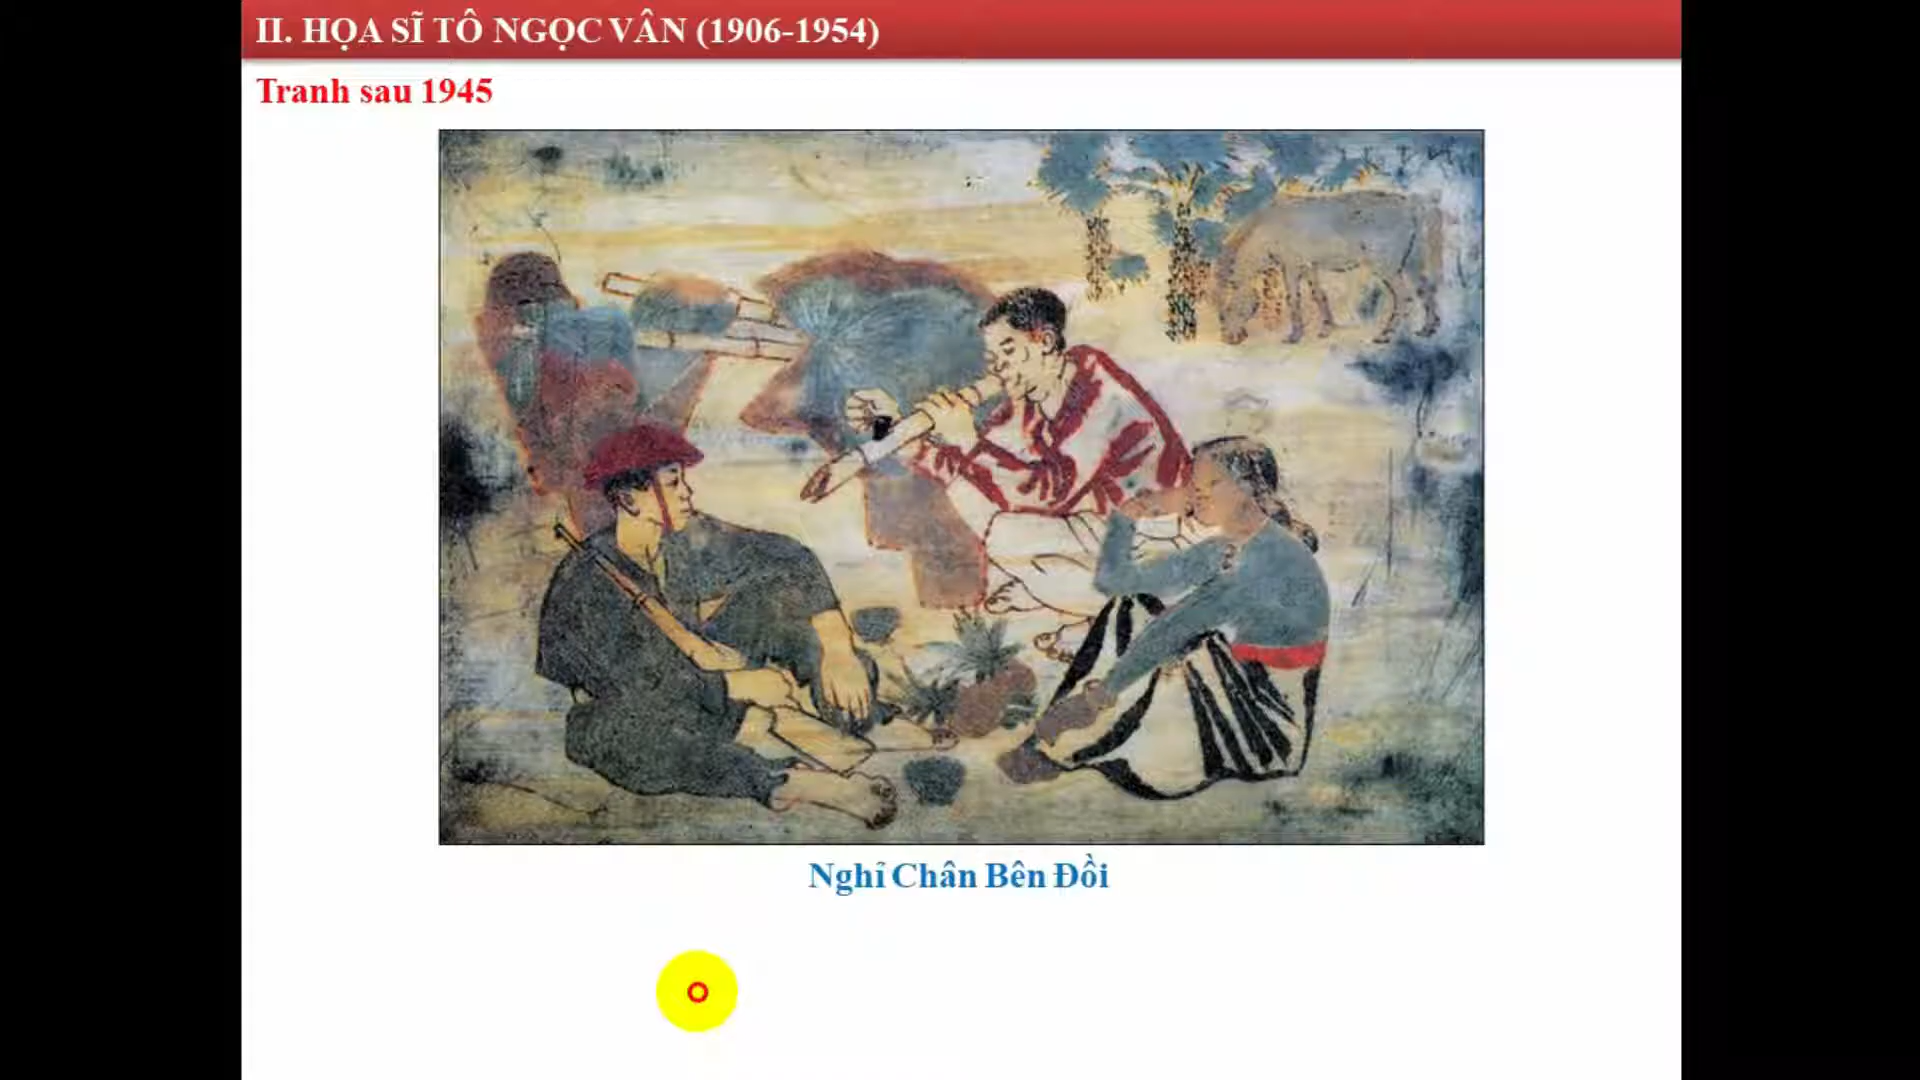 II. HỌA SĨ TÔ NGỌC VÂN (1906-1954)
Tranh sau 1945
Nghỉ Chân Bên Đồi